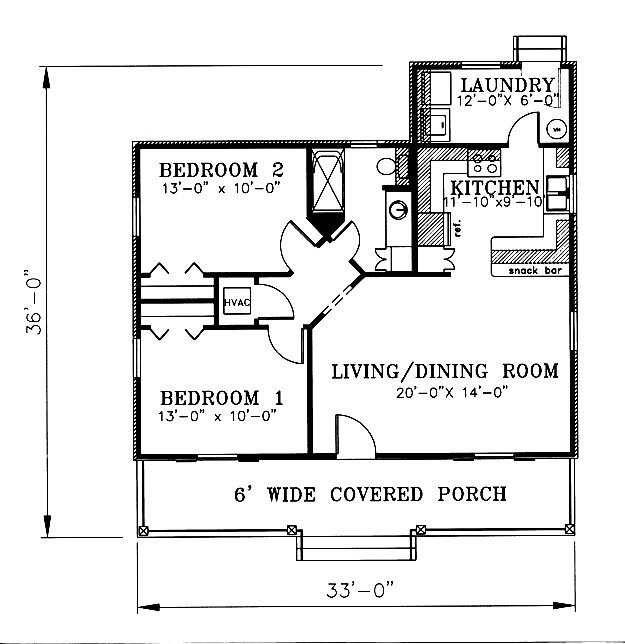 LAUNDRY
12'-0"X 6'-0"
BEDROOM 2
13'-0" x 10'-0"
KITCHEN
11'-10"x9'-10'
ref.
snack bar
HVAC
LIVING/DINING ROOM
20'-0"X 14'-0"
BEDROOM 1
13'-0" x 10'-0"
36'-0"
6' WIDE COVERED PORCH
33'-0"